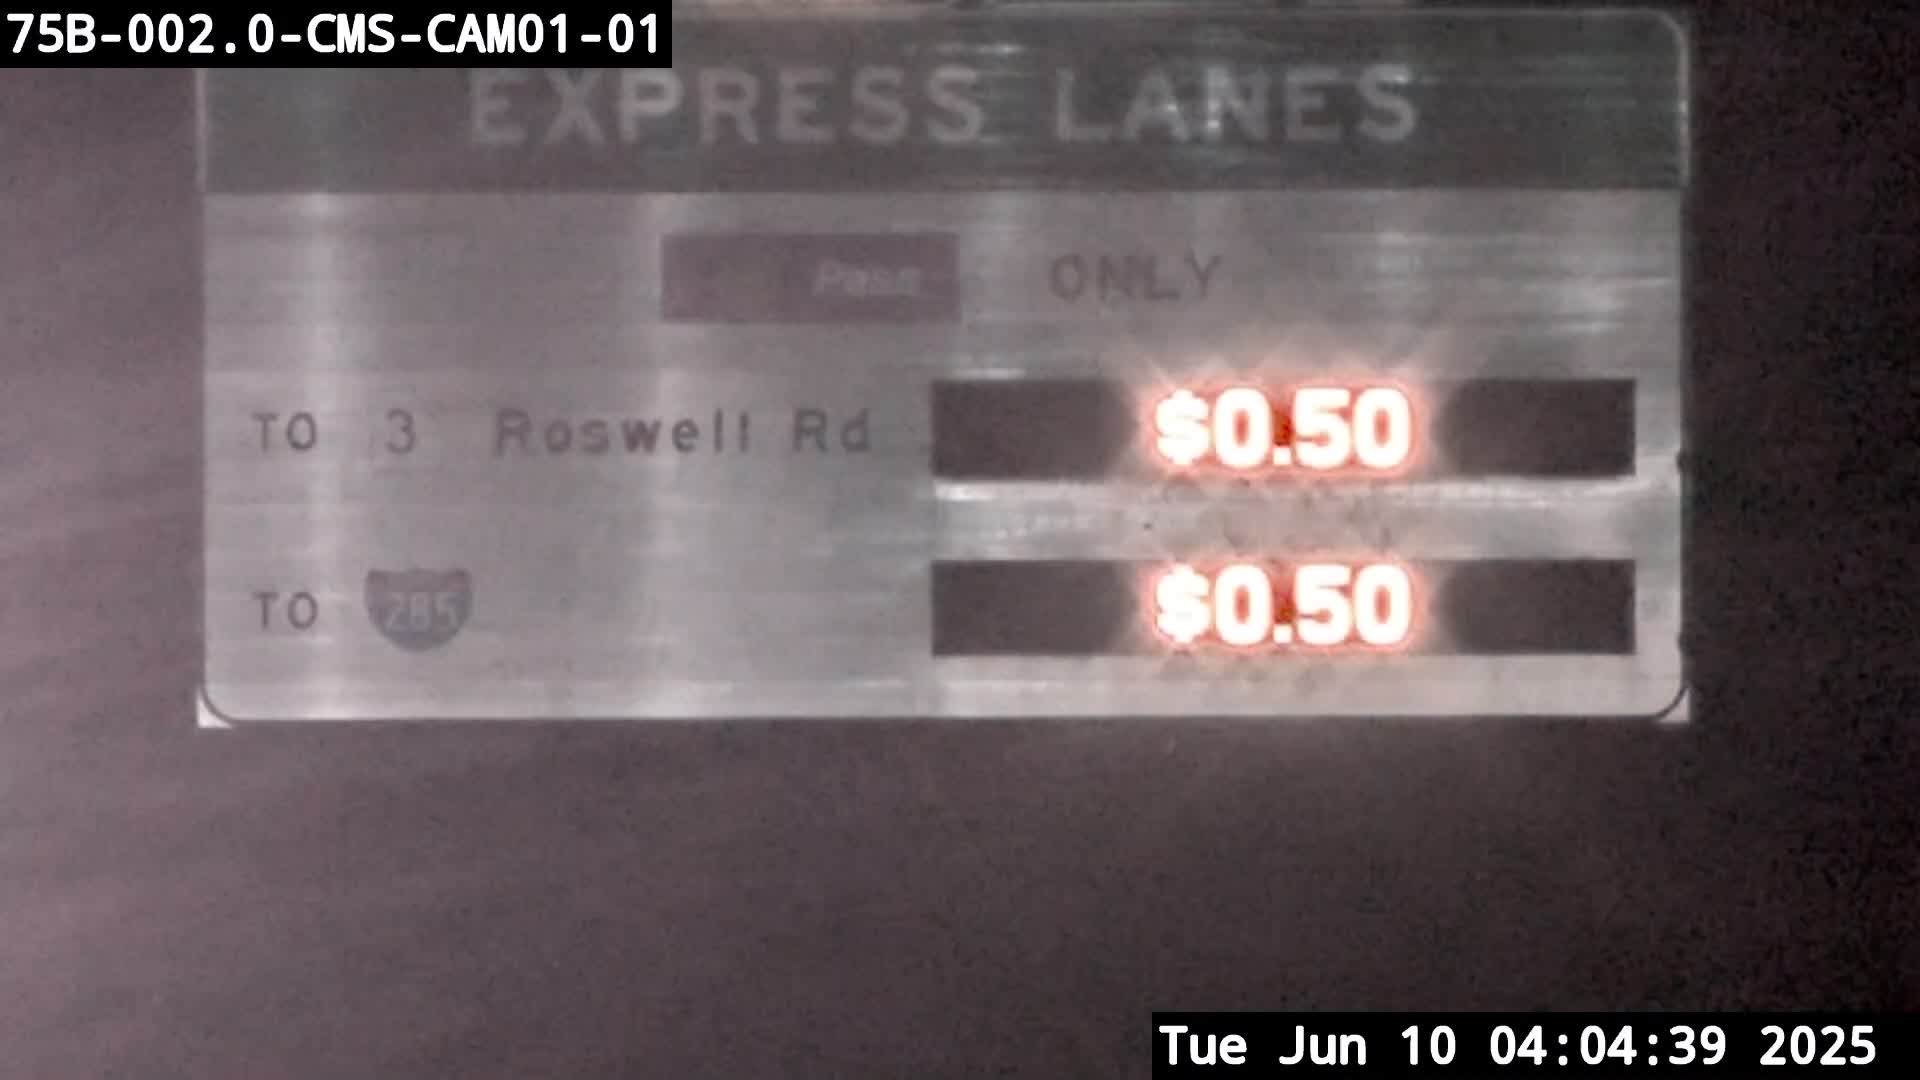 75B-002.0-CMS-CAM01-01
EXPRESS LANES
Pass ONLY
TO 3 Roswell Rd $0.50
TO 285 $0.50
Tue Jun 10 04:04:39 2025